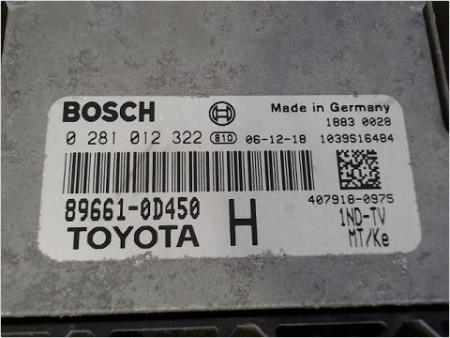 BOSCH Made in Germany
1883 0028
0 281 012 322 810 06-12-18 1039S16484
407918-0975
89661-0D450 H 1ND-TV
TOYOTA MT/Ke